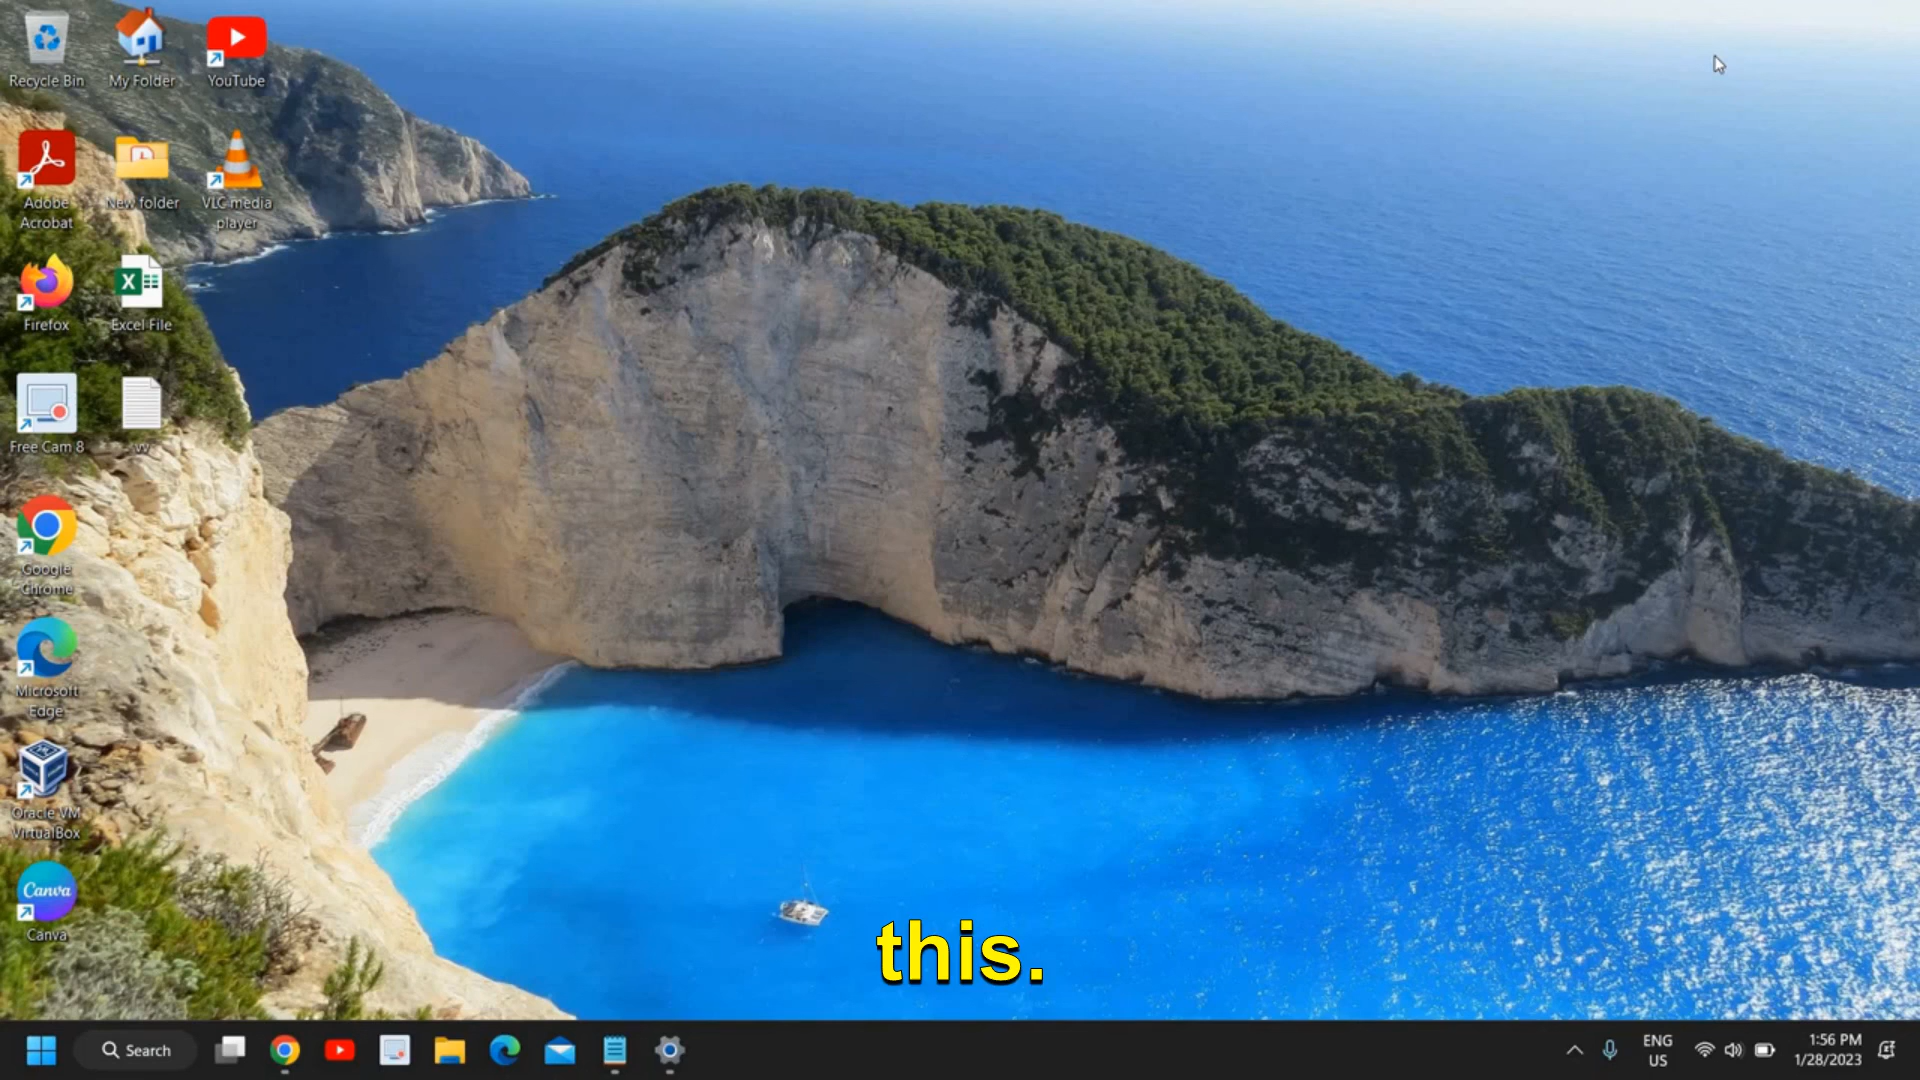 Recycle Bin
My Folder
YouTube
Adobe
Acrobat
New folder
VLC media
player
Firefox
Excel File
Free Cam 8
vv
Google
Chrome
Microsoft
Edge
Oracle VM
VirtualBox
Canva
Canva
this.
Search
ENG
US
1:56 PM
1/28/2023